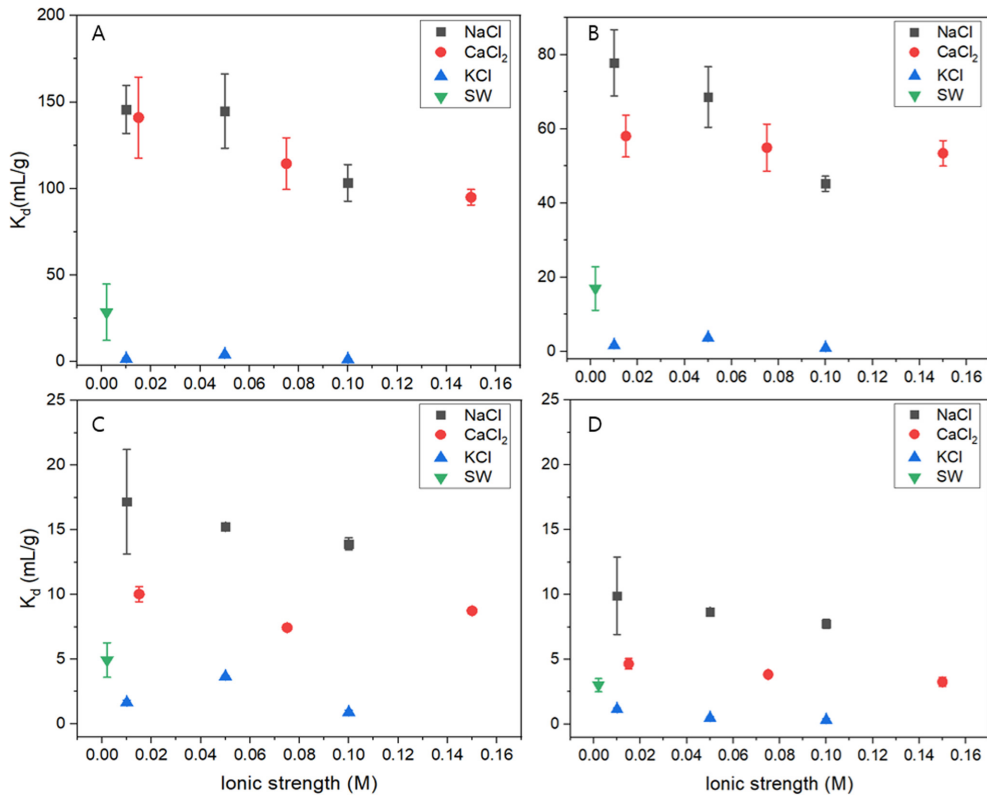 A
NaCl
CaCl₂
KCl
SW
200
150
100
50
0
K_d(mL/g)
0.00 0.02 0.04 0.06 0.08 0.10 0.12 0.14 0.16
B
NaCl
CaCl₂
KCl
SW
80
60
40
20
0
0.00 0.02 0.04 0.06 0.08 0.10 0.12 0.14 0.16
C
NaCl
CaCl₂
KCl
SW
25
20
15
10
5
0
K_d (mL/g)
0.00 0.02 0.04 0.06 0.08 0.10 0.12 0.14 0.16
Ionic strength (M)
D
NaCl
CaCl₂
KCl
SW
25
20
15
10
5
0
0.00 0.02 0.04 0.06 0.08 0.10 0.12 0.14 0.16
Ionic strength (M)